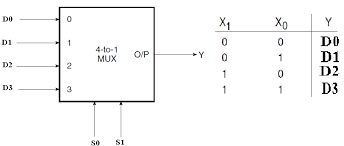 D0 0
D1 1
4-to-1
MUX
O/P
Y
D2 2
D3 3
S0 S1
X1 X0 Y
0 0 D0
0 1 D1
1 0 D2
1 1 D3